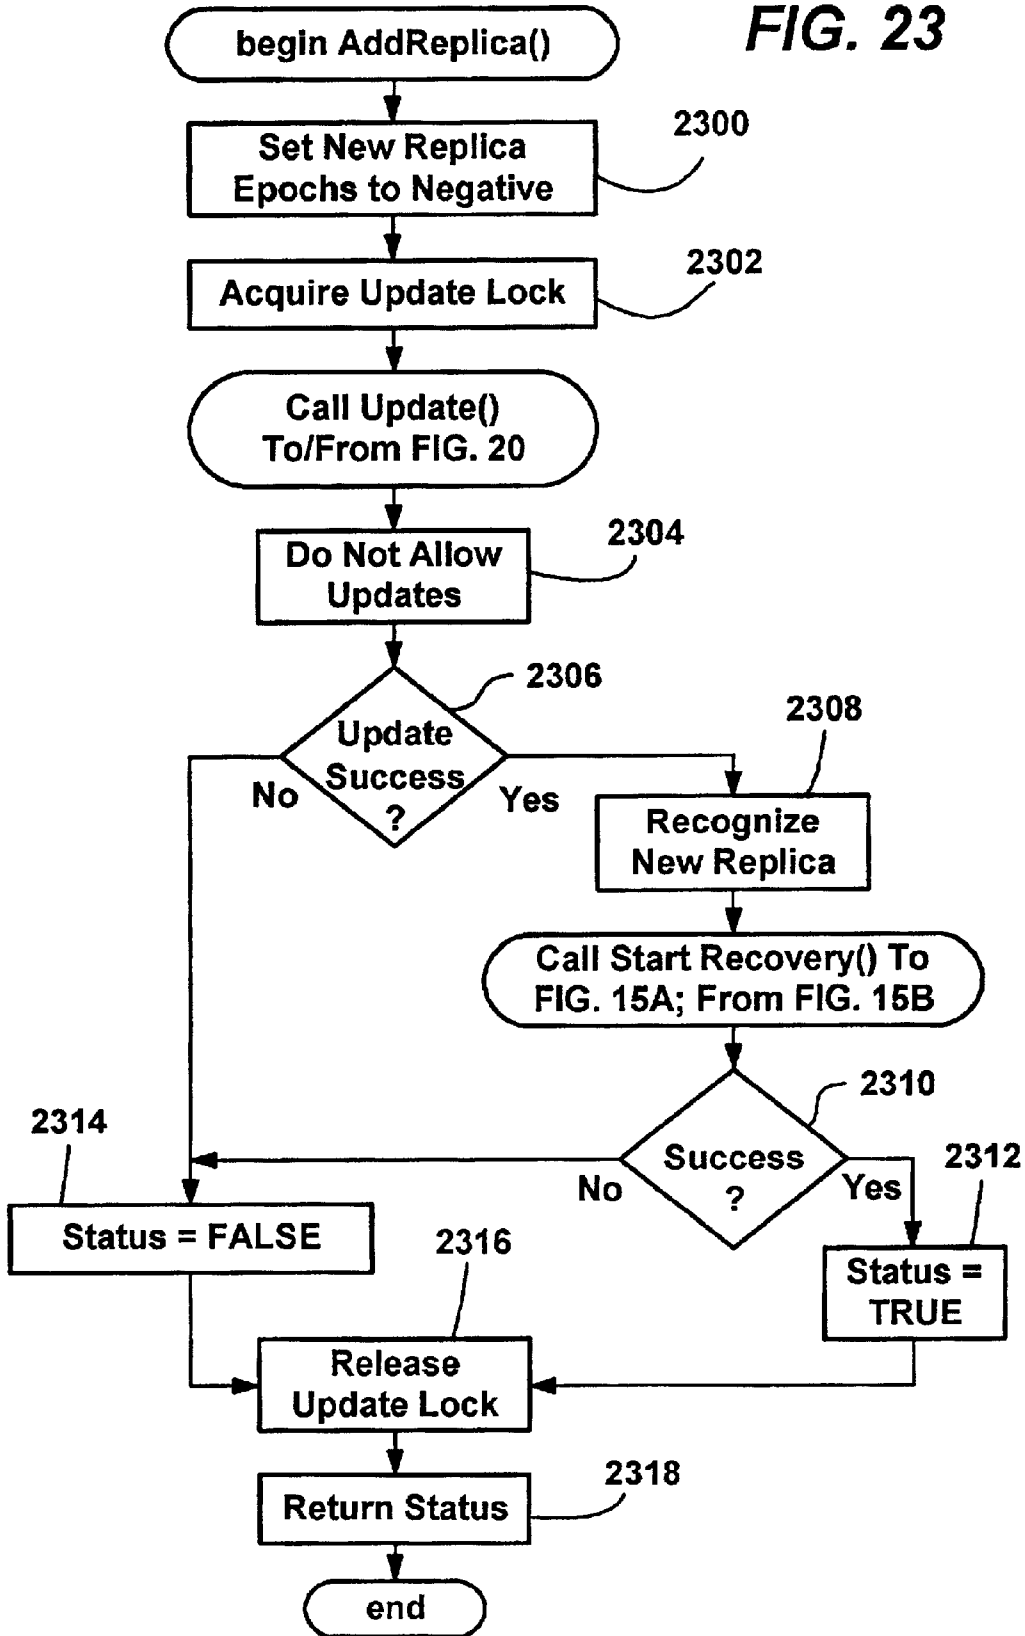 FIG. 23
begin AddReplica()
2300
Set New Replica
Epochs to Negative
2302
Acquire Update Lock
Call Update()
To/From FIG. 20
2304
Do Not Allow
Updates
2306
Update
Success
?
No
Yes
2308
Recognize
New Replica
Call Start Recovery() To
FIG. 15A; From FIG. 15B
2310
Success
?
No
Yes
2312
Status =
TRUE
2314
Status = FALSE
2316
Release
Update Lock
2318
Return Status
end